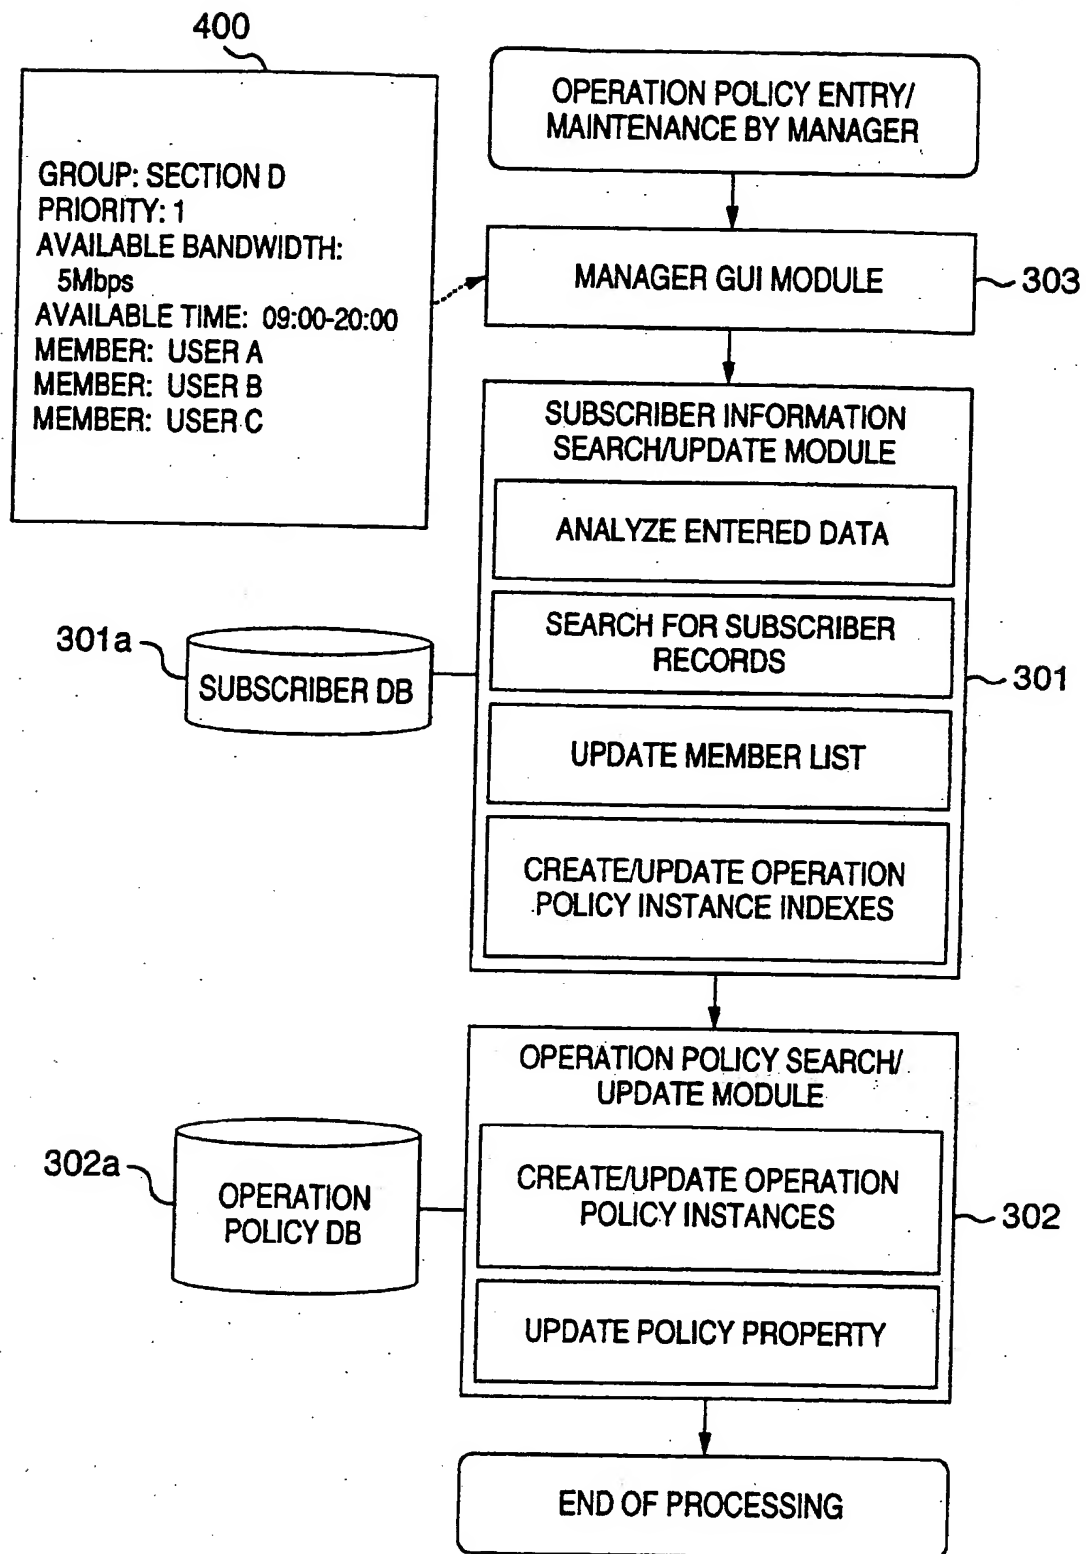 400
OPERATION POLICY ENTRY/
MAINTENANCE BY MANAGER
GROUP: SECTION D
PRIORITY: 1
AVAILABLE BANDWIDTH:
5Mbps
AVAILABLE TIME: 09:00-20:00
MEMBER: USER A
MEMBER: USER B
MEMBER: USER C
MANAGER GUI MODULE
303
SUBSCRIBER INFORMATION
SEARCH/UPDATE MODULE
ANALYZE ENTERED DATA
SEARCH FOR SUBSCRIBER
RECORDS
UPDATE MEMBER LIST
CREATE/UPDATE OPERATION
POLICY INSTANCE INDEXES
301
301a
SUBSCRIBER DB
OPERATION POLICY SEARCH/
UPDATE MODULE
CREATE/UPDATE OPERATION
POLICY INSTANCES
UPDATE POLICY PROPERTY
302
302a
OPERATION
POLICY DB
END OF PROCESSING